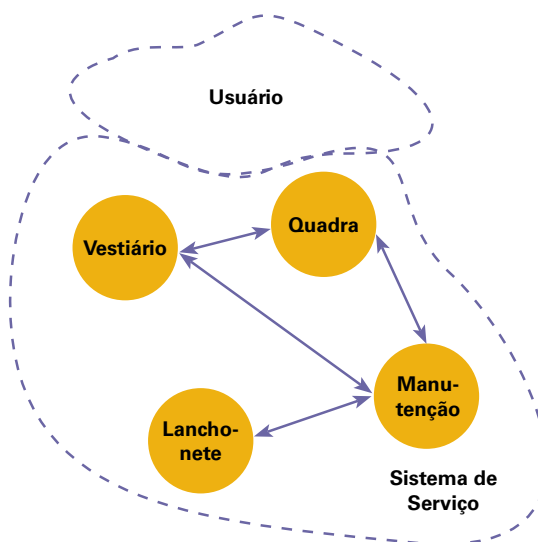 Usuário
Quadra
Vestiário
Manu-
tenção
Lancho-
nete
Sistema de
Serviço